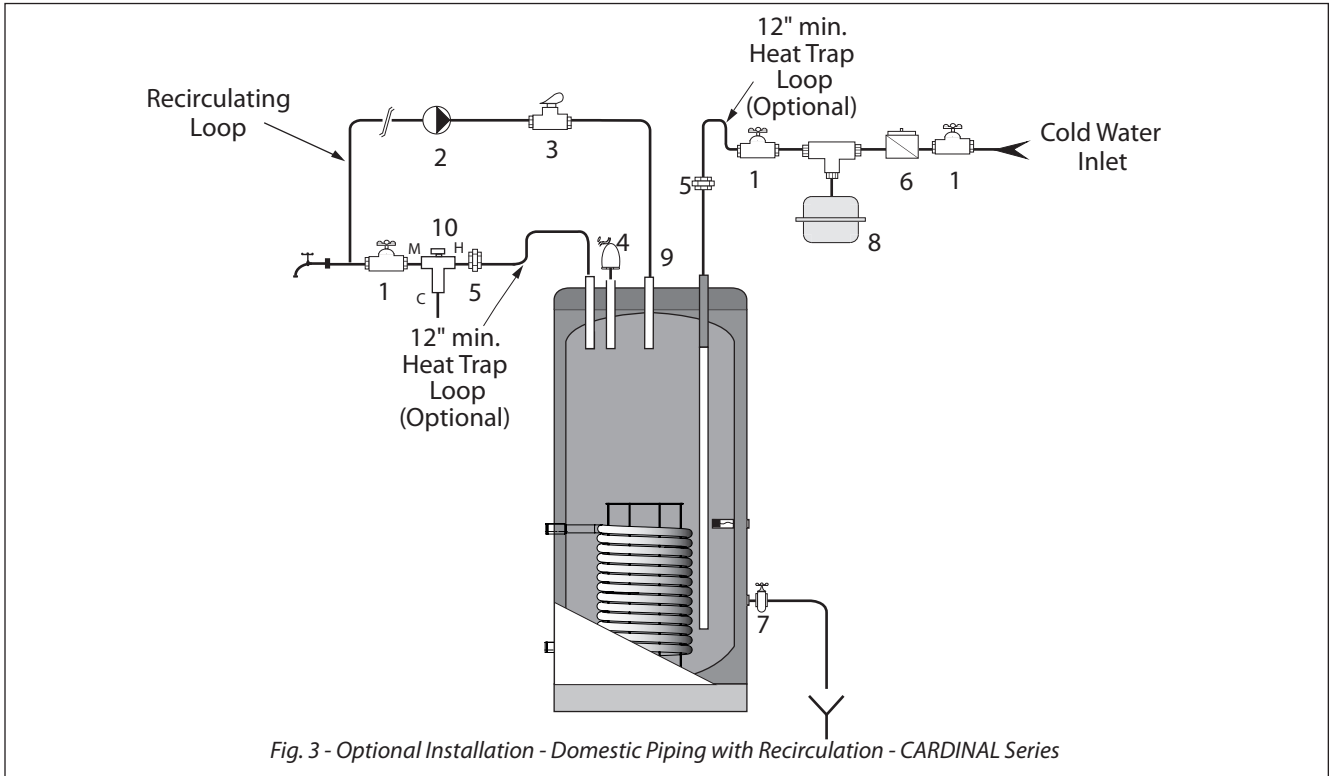 12" min.
Heat Trap
Loop
(Optional)
Recirculating
Loop
2
3
Cold Water
Inlet
1
6
1
5
8
10
M
H
4
9
1
C
5
12" min.
Heat Trap
Loop
(Optional)
7
Fig. 3 - Optional Installation - Domestic Piping with Recirculation - CARDINAL Series